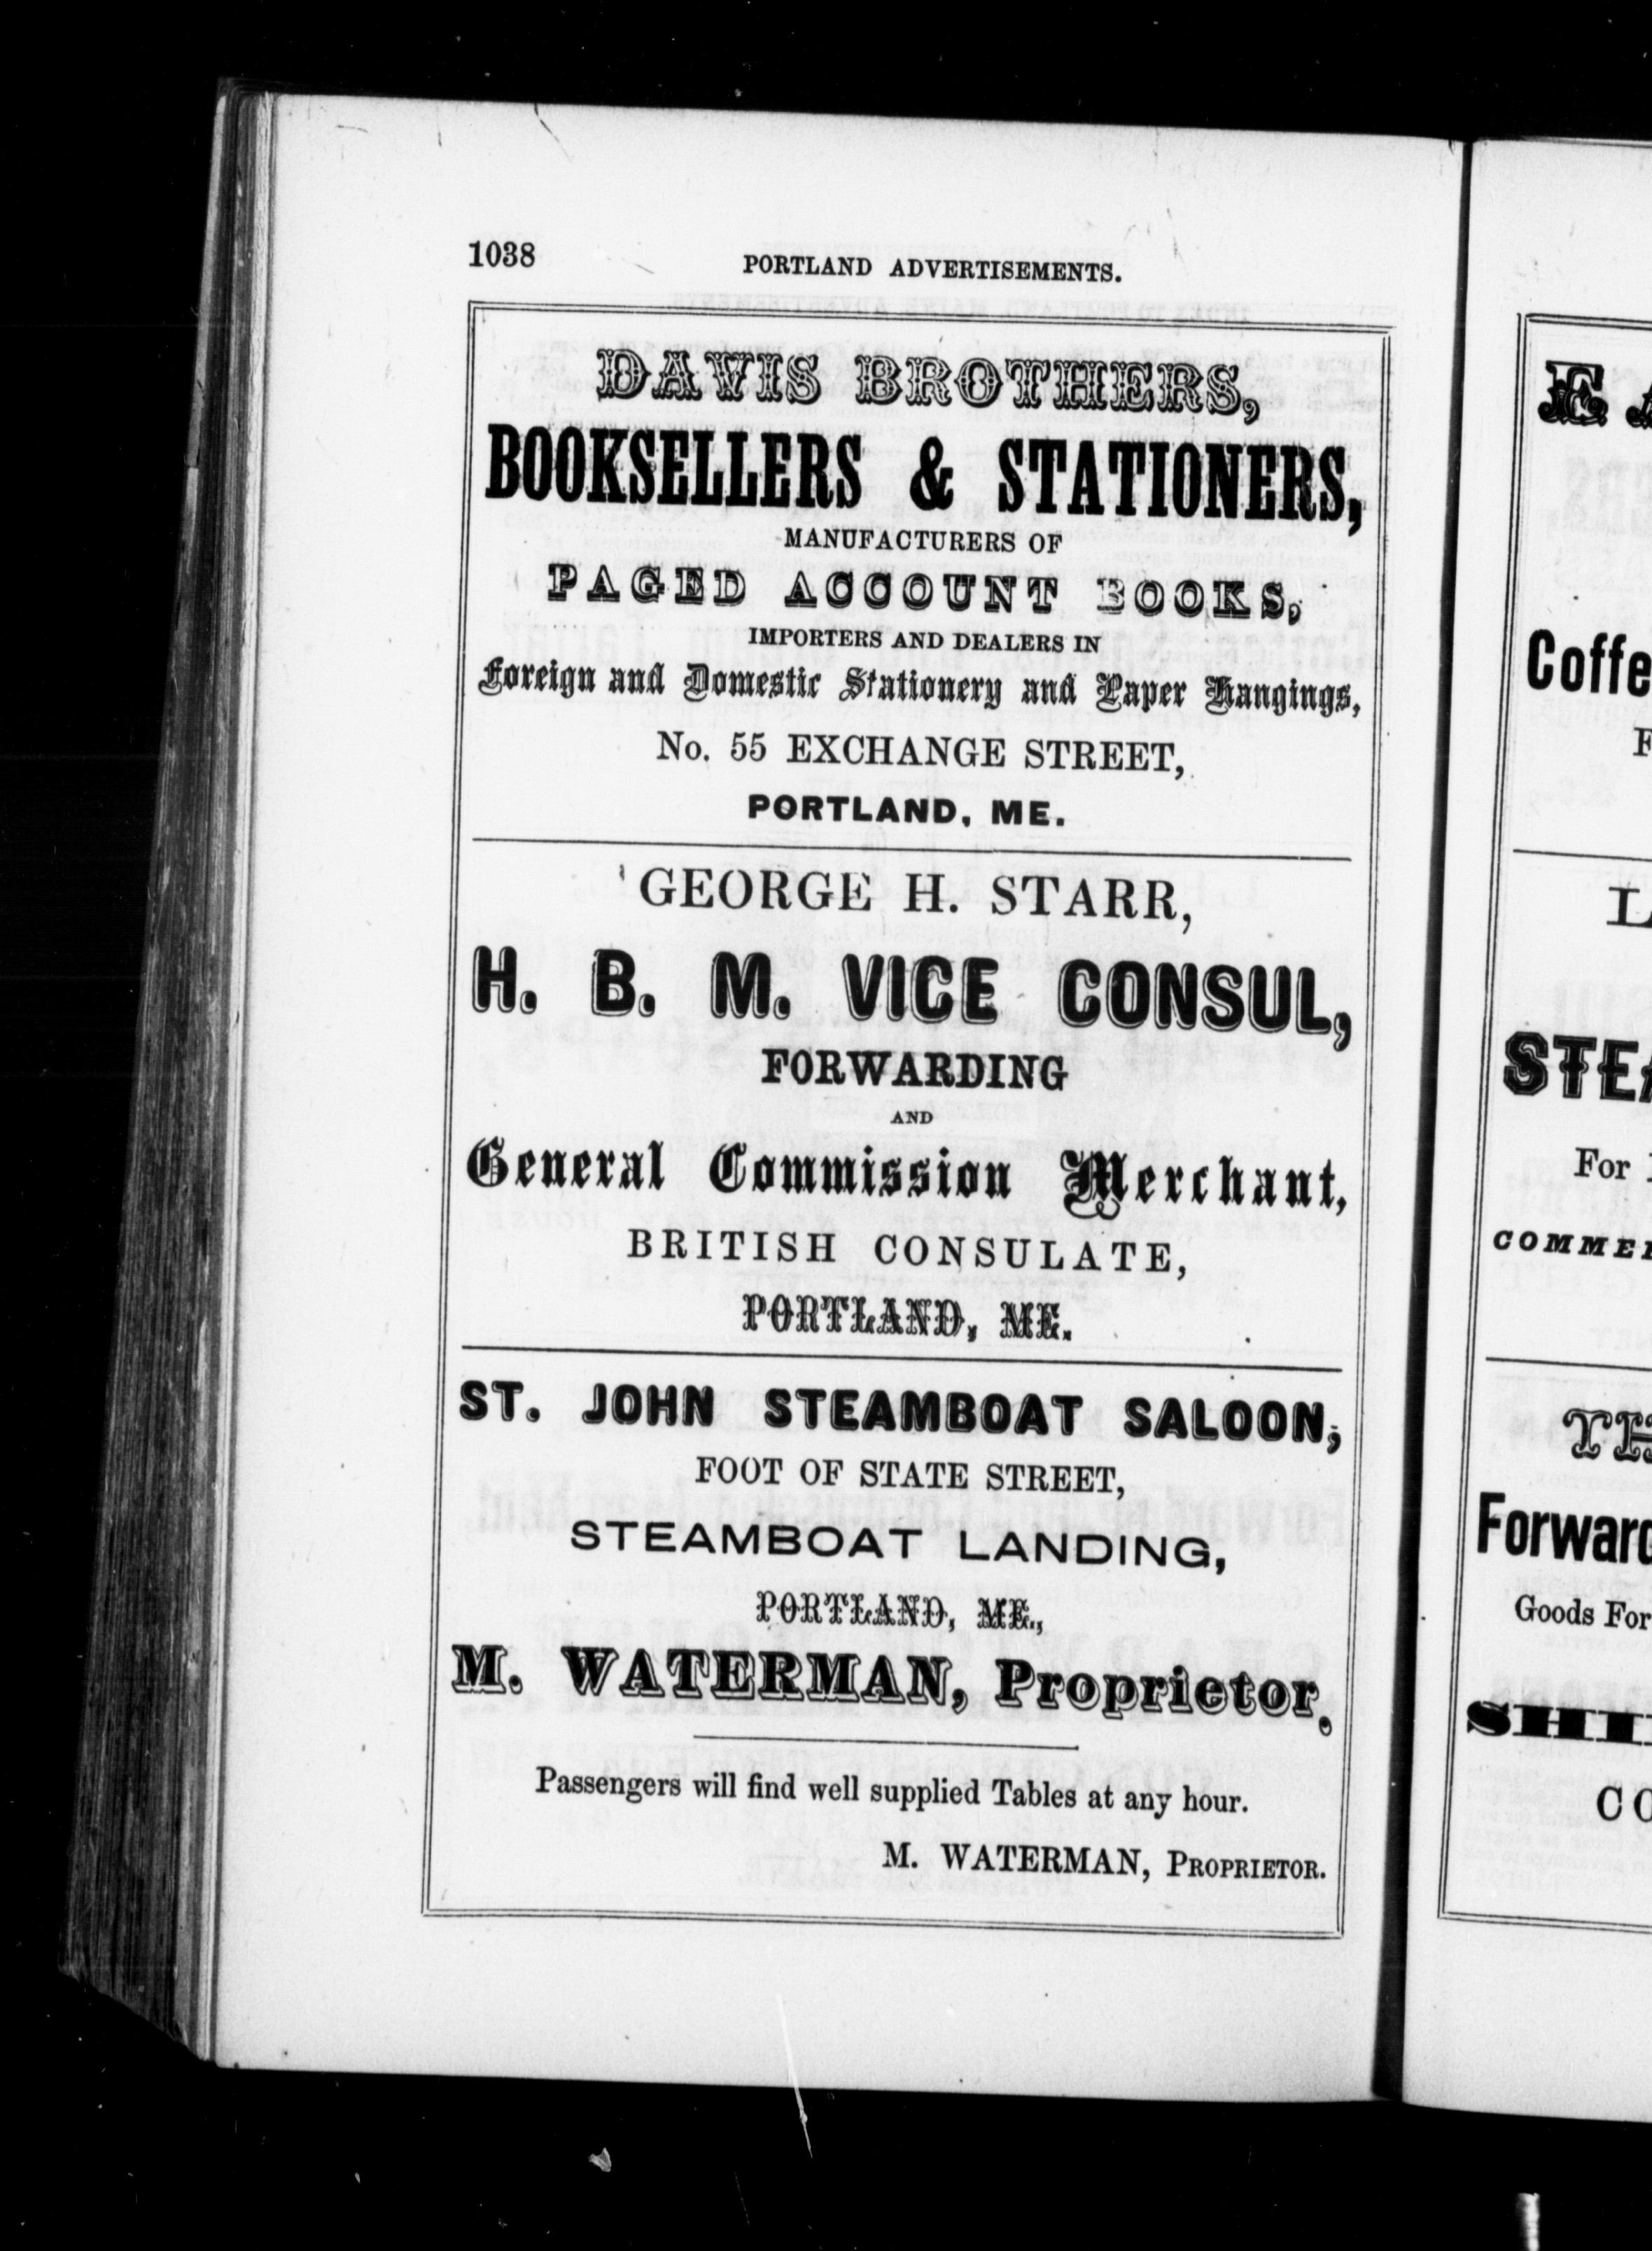 1038
PORTLAND ADVERTISEMENTS.
DAVIS BROTHERS,
BOOKSELLERS & STATIONERS,
MANUFACTURERS OF
PAGED ACCOUNT BOOKS,
IMPORTERS AND DEALERS IN
Foreign and Domestic Stationery and Paper Hangings,
No. 55 EXCHANGE STREET,
PORTLAND, ME.
GEORGE H. STARR,
H. B. M. VICE CONSUL,
FORWARDING
AND
General Commission Merchant,
BRITISH CONSULATE,
PORTLAND, ME.
ST. JOHN STEAMBOAT SALOON,
FOOT OF STATE STREET,
STEAMBOAT LANDING,
PORTLAND, ME.,
M. WATERMAN, Proprietor.
Passengers will find well supplied Tables at any hour.
M. WATERMAN, PROPRIETOR.
For
Goods For